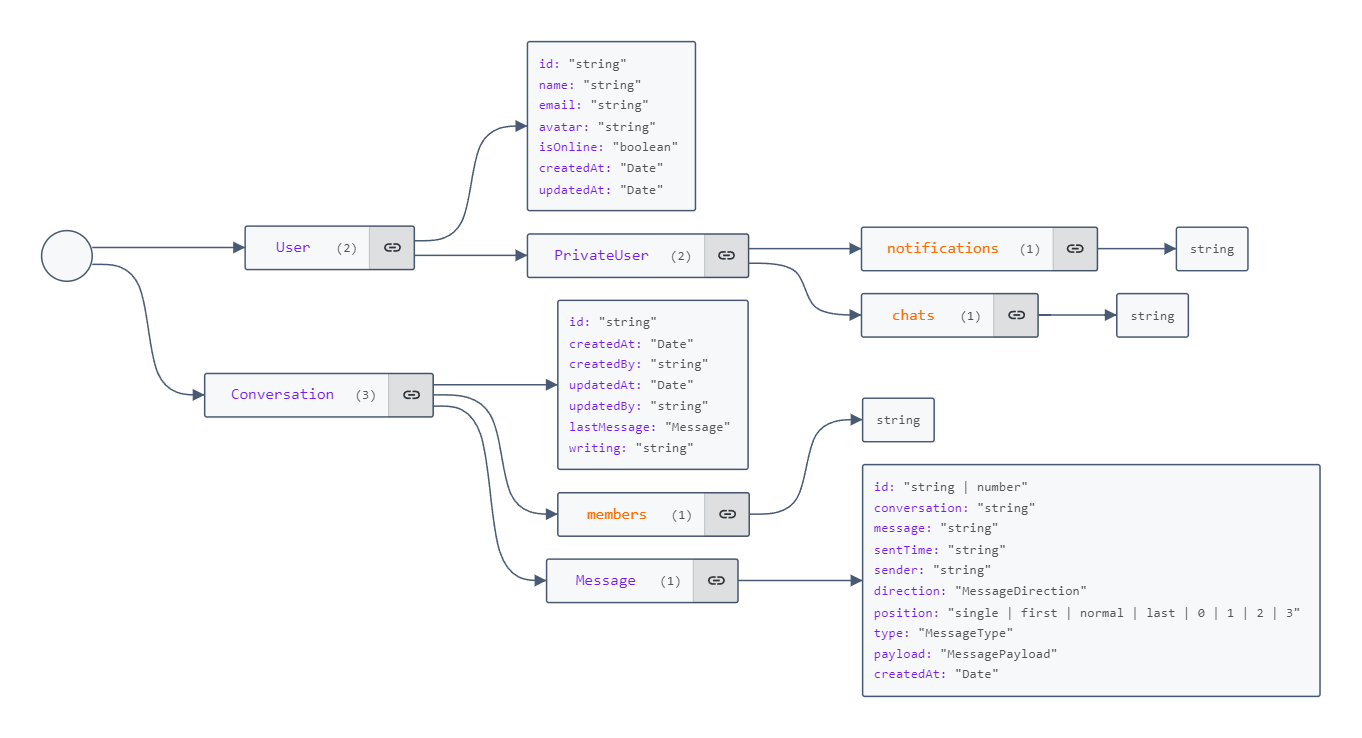 id: "string"
name: "string"
email: "string"
avatar: "string"
isOnline: "boolean"
createdAt: "Date"
updatedAt: "Date"
User (2)
PrivateUser (2)
notifications (1)
string
chats (1)
string
Conversation (3)
id: "string"
createdAt: "Date"
createdBy: "string"
updatedAt: "Date"
updatedBy: "string"
lastMessage: "Message"
writing: "string"
members (1)
string
Message (1)
id: "string | number"
conversation: "string"
message: "string"
sentTime: "string"
sender: "string"
direction: "MessageDirection"
position: "single | first | normal | last | 0 | 1 | 2 | 3"
type: "MessageType"
payload: "MessagePayload"
createdAt: "Date"